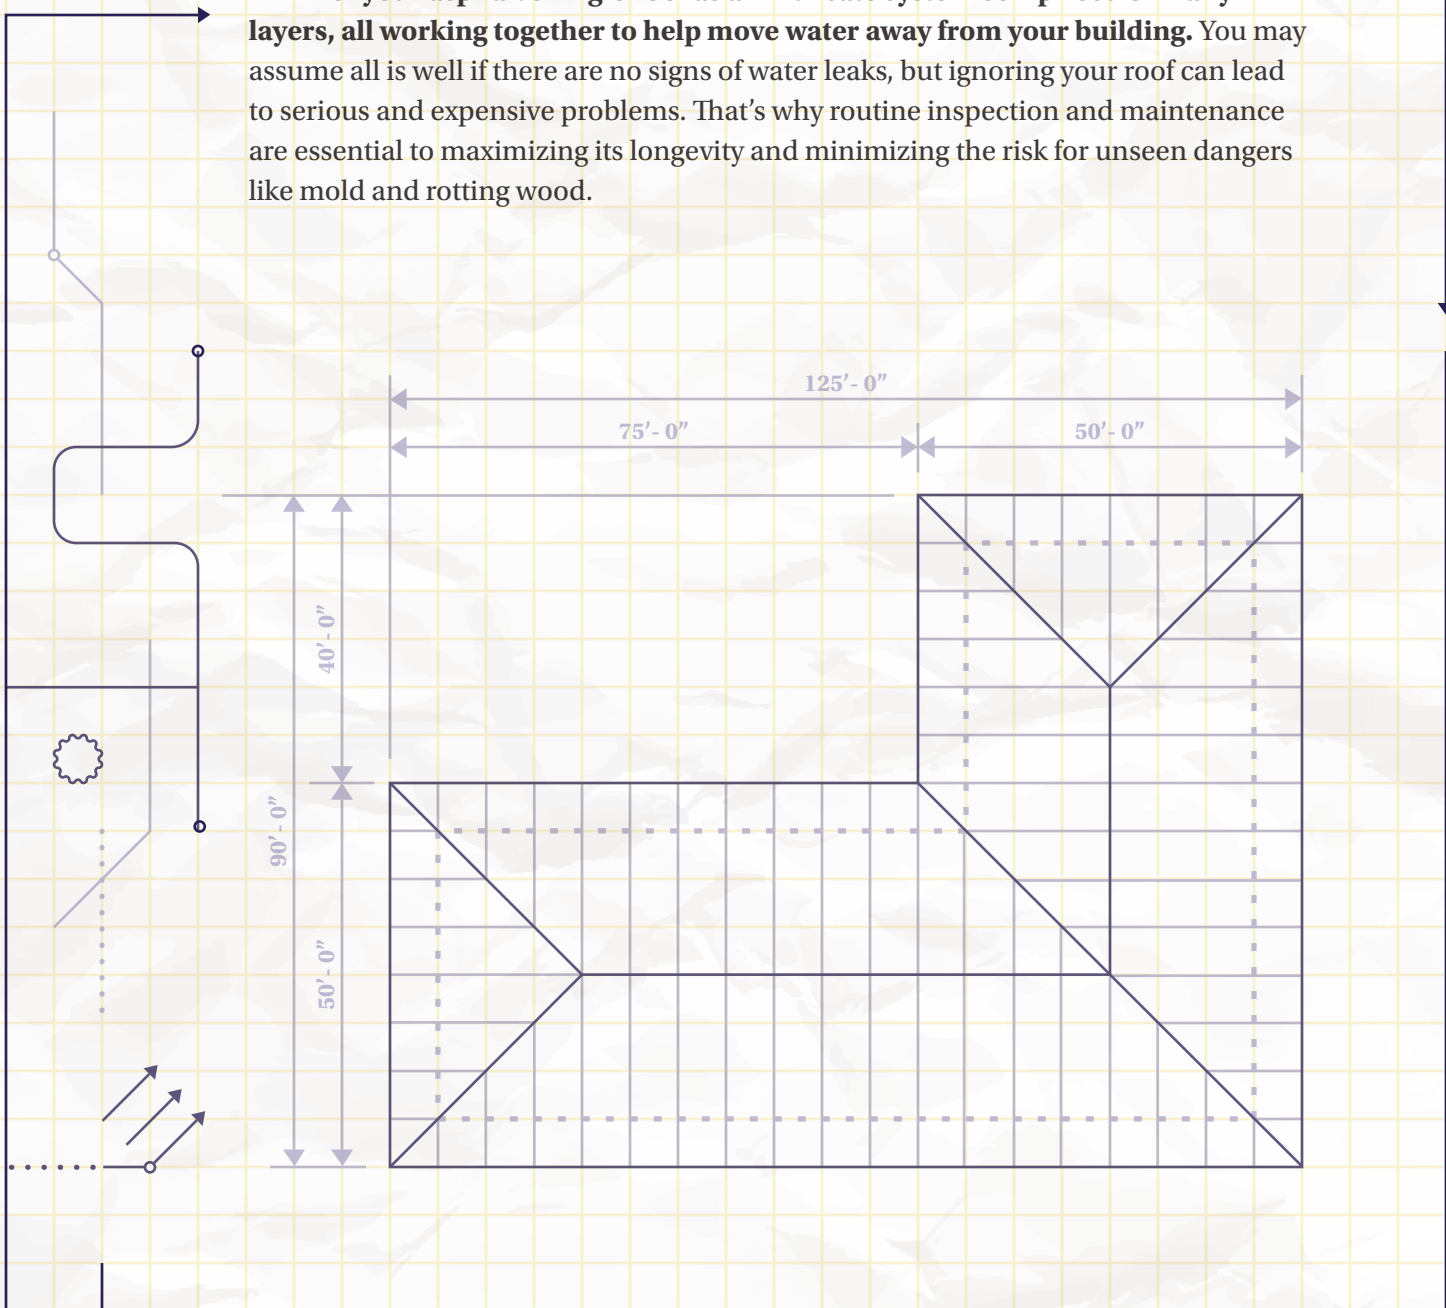 layers, all working together to help move water away from your building. You may
assume all is well if there are no signs of water leaks, but ignoring your roof can lead
to serious and expensive problems. That’s why routine inspection and maintenance
are essential to maximizing its longevity and minimizing the risk for unseen dangers
like mold and rotting wood.
125’- 0”
75’- 0”
50’- 0”
40’- 0”
90’- 0”
50’- 0”